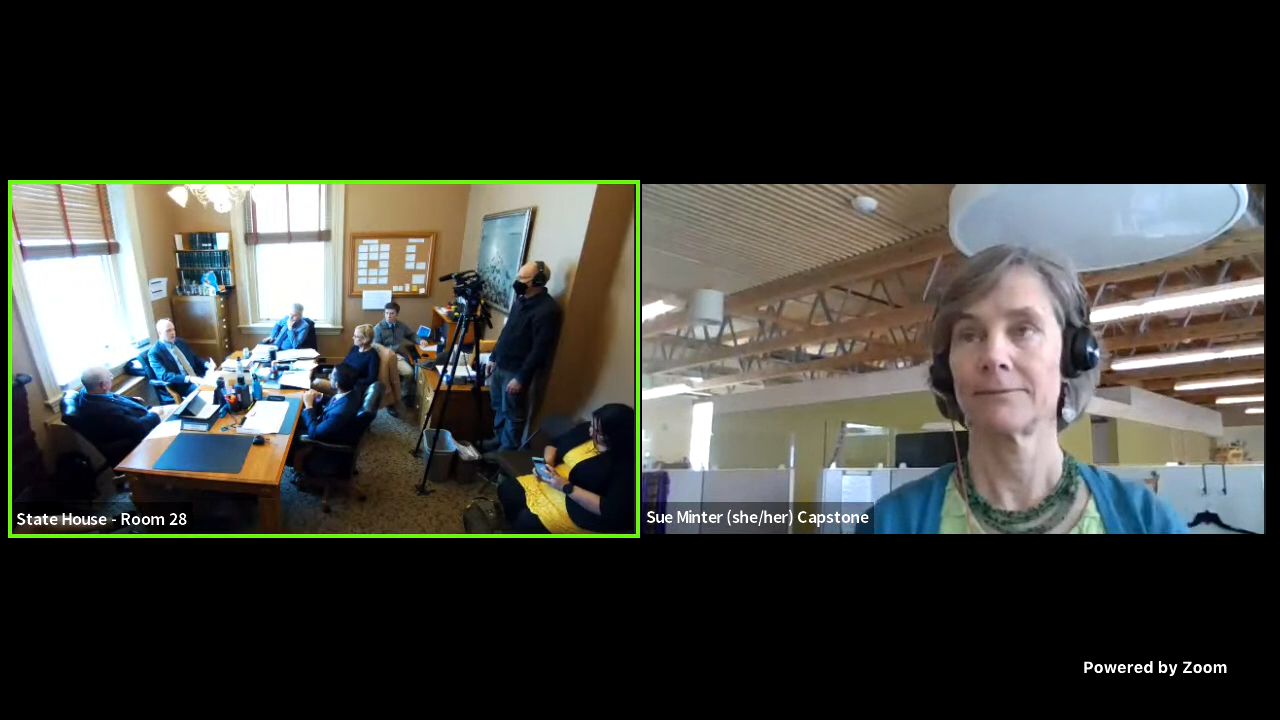 State House - Room 28
Sue Minter (she/her) Capstone
Powered by Zoom